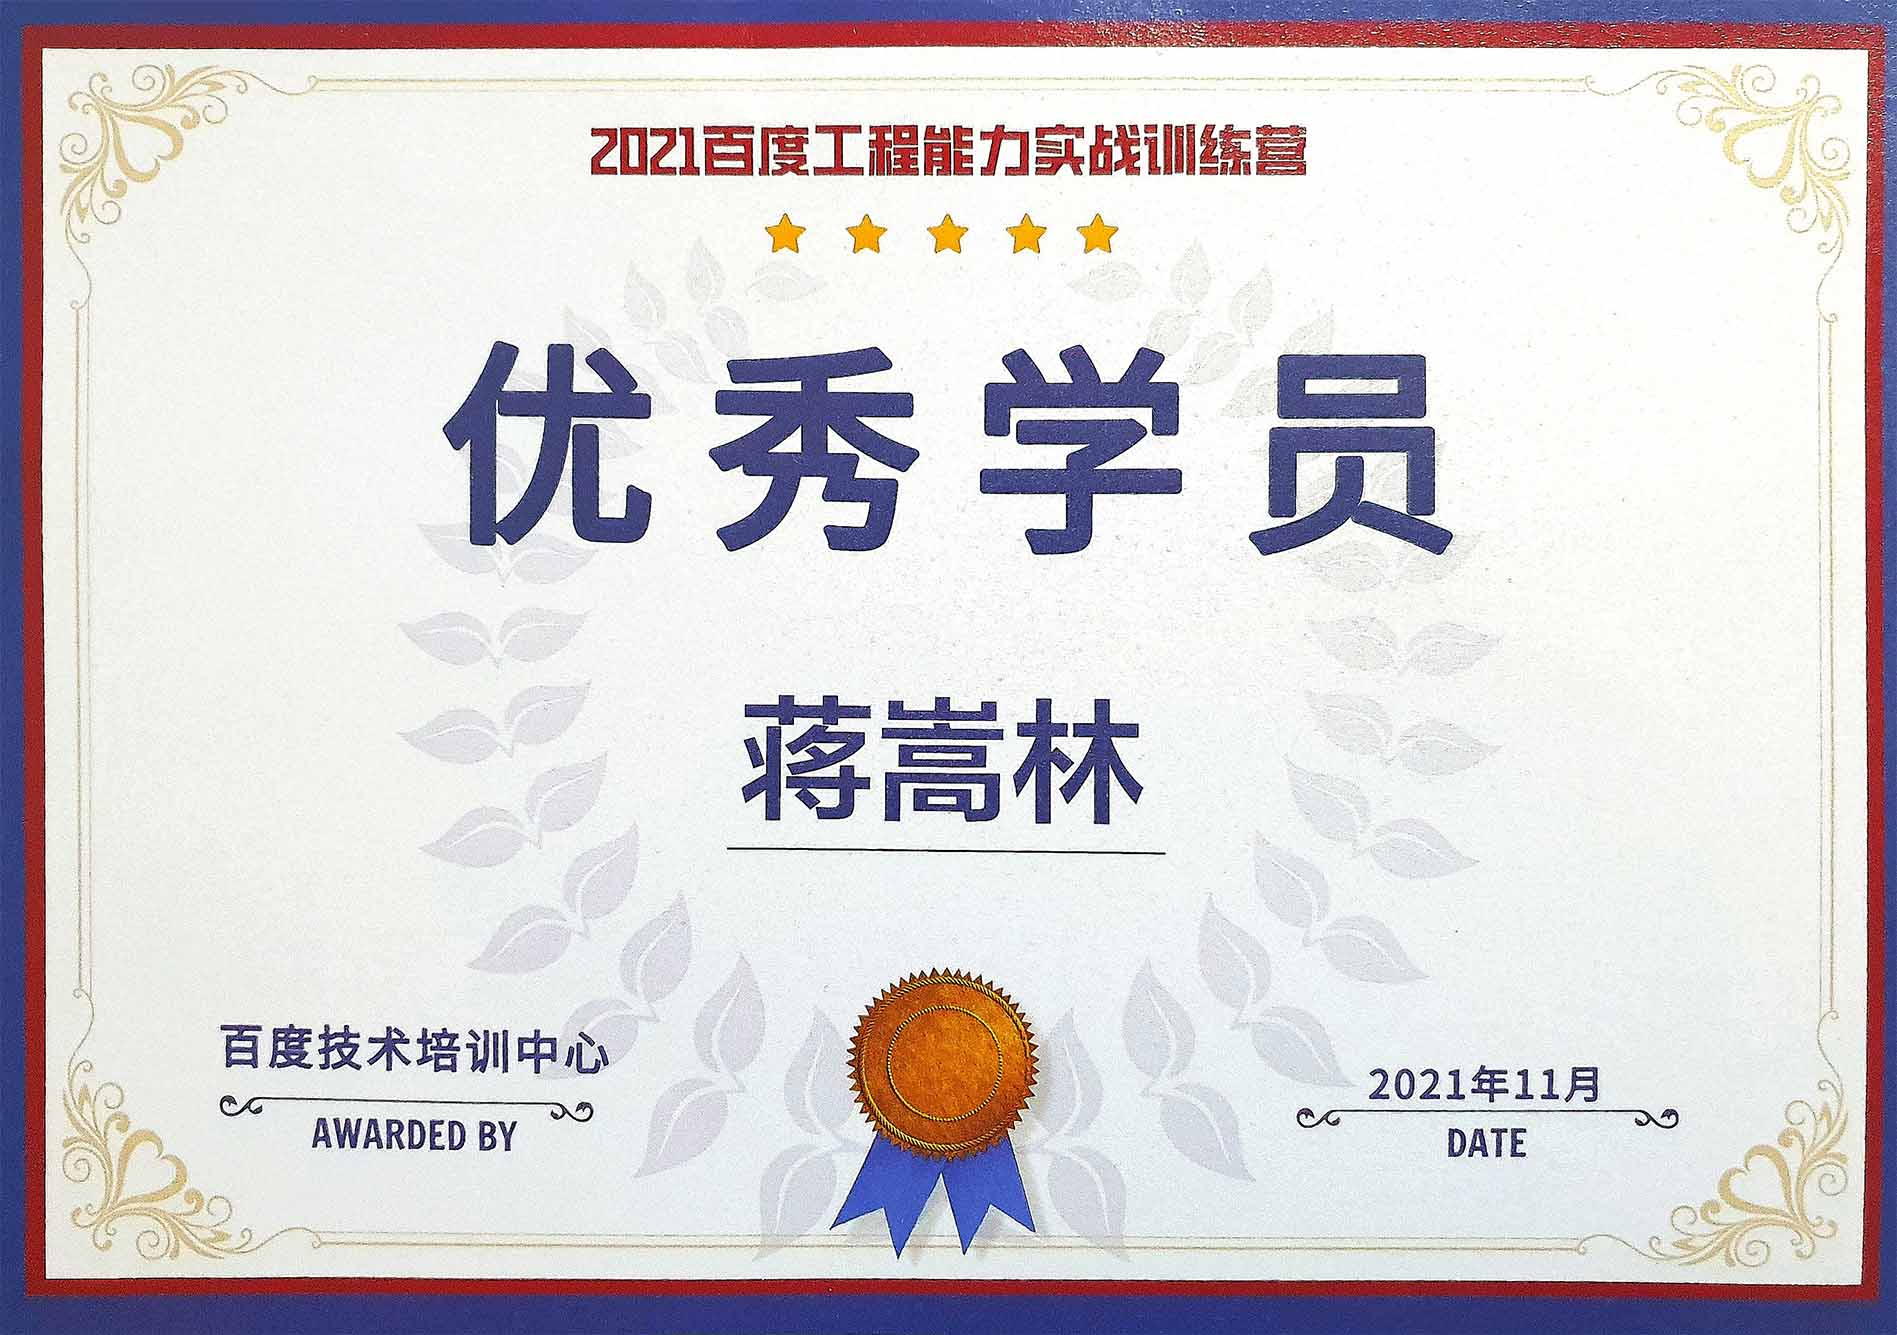 2021百度工程能力实战训练营
优秀学员
蒋嵩林
百度技术培训中心
AWARDED BY
2021年11月
DATE